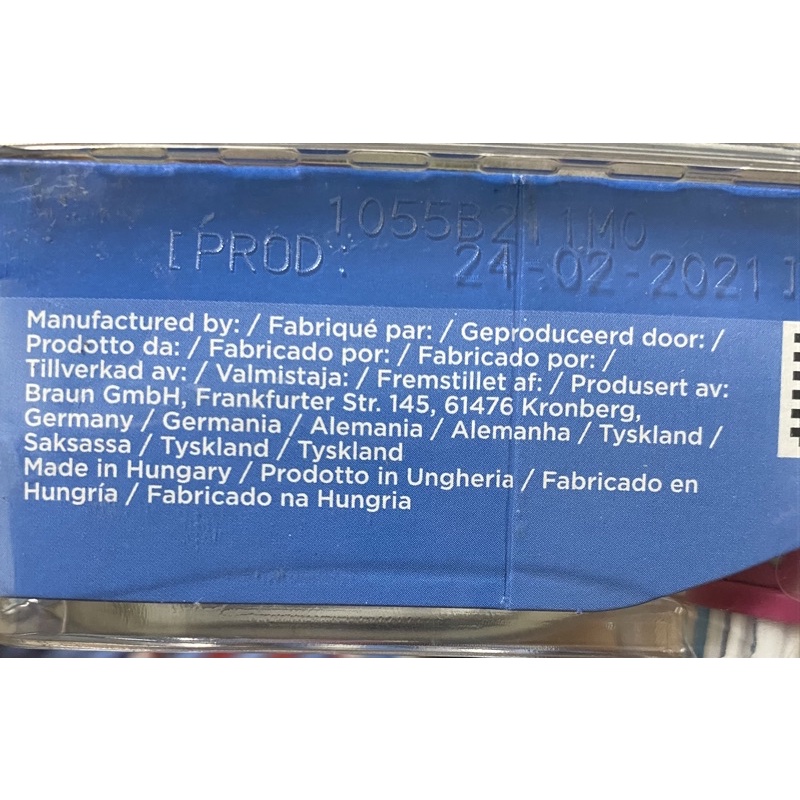 1055B211M0
[PROD: 24-02-2021]
Manufactured by: / Fabriqué par: / Geproduceerd door: /
Prodotto da: / Fabricado por: / Fabricado por: /
Tillverkad av: / Valmistaja: / Fremstillet af: / Produsert av:
Braun GmbH, Frankfurter Str. 145, 61476 Kronberg,
Germany / Germania / Alemania / Alemanha / Tyskland /
Saksassa / Tyskland / Tyskland
Made in Hungary / Prodotto in Ungheria / Fabricado en
Hungría / Fabricado na Hungria